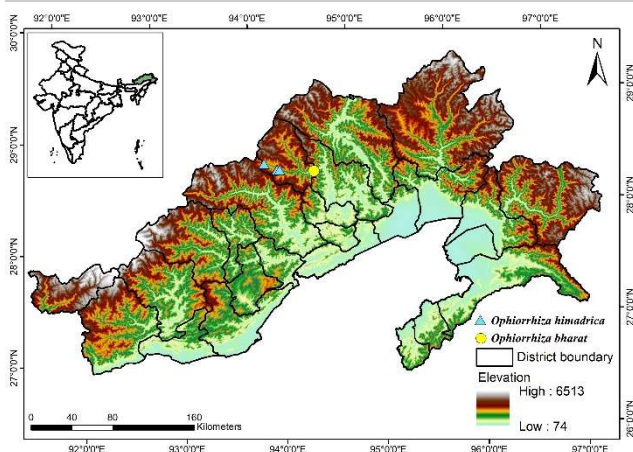 92°0'0"E 93°0'0"E 94°0'0"E 95°0'0"E 96°0'0"E 97°0'0"E
30°0'0"N
29°0'0"N
28°0'0"N
27°0'0"N
N
29°0'0"N
28°0'0"N
27°0'0"N
26°0'0"N
Ophiorrhiza himadrica
Ophiorrhiza bharat
District boundary
Elevation
High : 6513
Low : 74
0 40 80 160
Kilometers
92°0'0"E 93°0'0"E 94°0'0"E 95°0'0"E 96°0'0"E 97°0'0"E